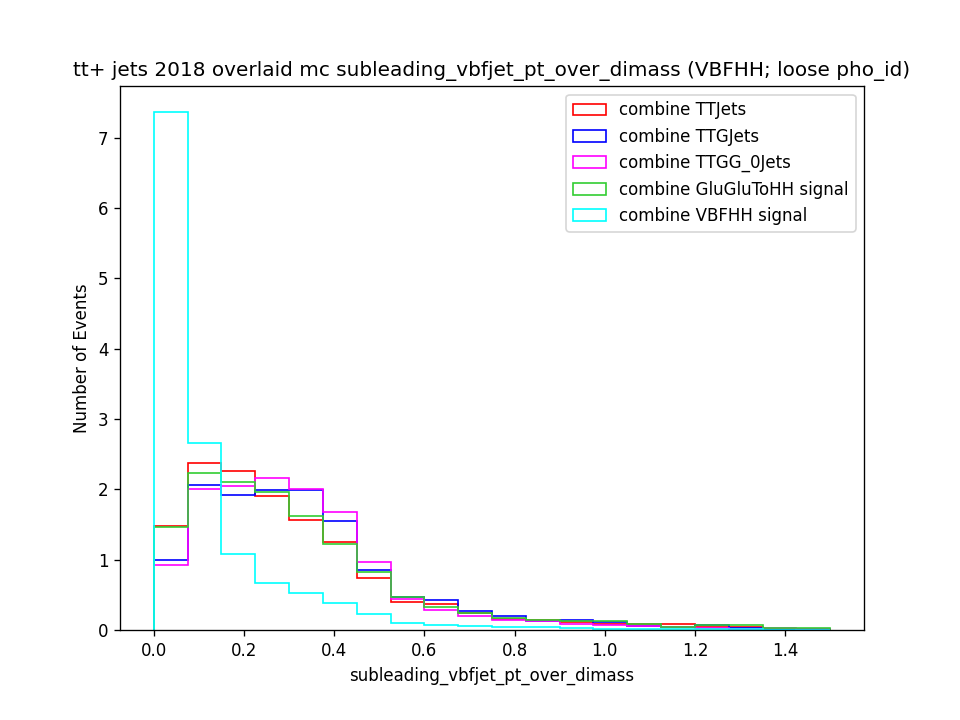 tt+ jets 2018 overlaid mc subleading_vbfjet_pt_over_dimass (VBFHH; loose pho_id)
combine TTJets
combine TTGJets
combine TTGG_0Jets
combine GluGluToHH signal
combine VBFHH signal
7
6
5
4
3
2
1
0
Number of Events
0.0 0.2 0.4 0.6 0.8 1.0 1.2 1.4
subleading_vbfjet_pt_over_dimass